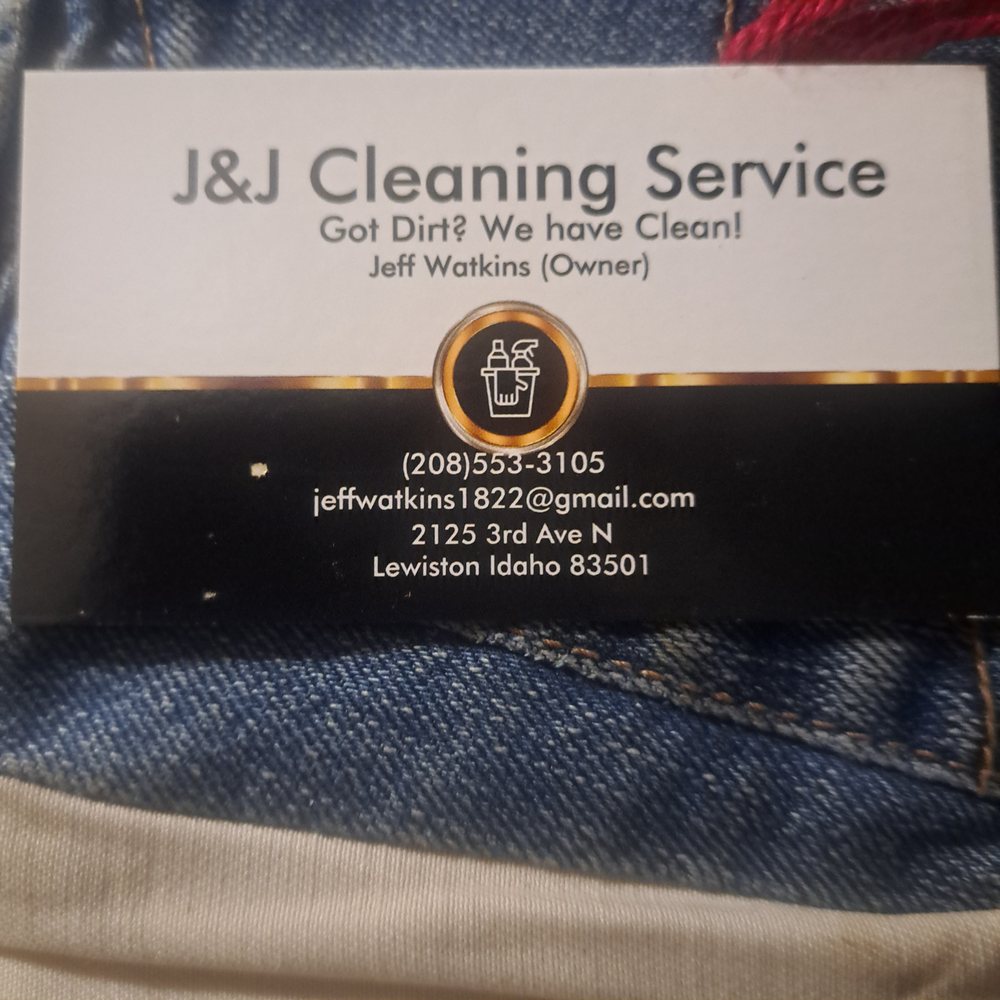 J&J Cleaning Service
Got Dirt? We have Clean!
Jeff Watkins (Owner)
(208)553-3105
jeffwatkins1822@gmail.com
2125 3rd Ave N
Lewiston Idaho 83501